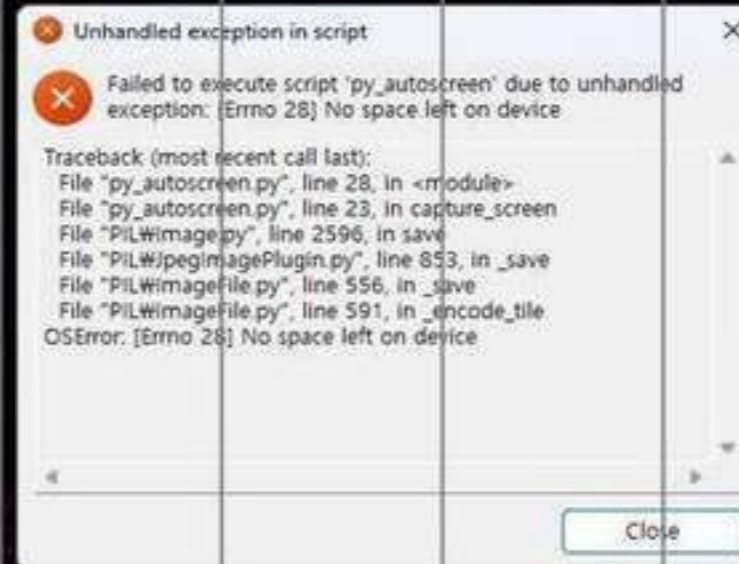 Unhandled exception in script
Failed to execute script 'py_autoscreen' due to unhandled
exception: [Errno 28] No space left on device
Traceback (most recent call last):
File "py_autoscreen.py", line 28, in <module>
File "py_autoscreen.py", line 23, in capture_screen
File "PIL₩Image.py", line 2596, in save
File "PIL₩JpegImagePlugin.py", line 853, in _save
File "PIL₩ImageFile.py", line 556, in _save
File "PIL₩ImageFile.py", line 591, in _encode_tile
OSError: [Errno 28] No space left on device
Close